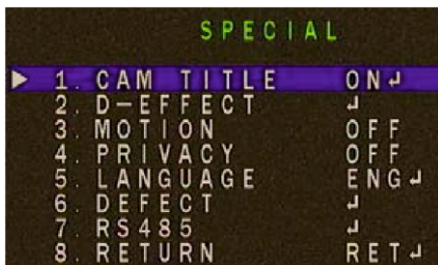 SPECIAL
1. CAM TITLE ON↲
2. D-EFFECT ↲
3. MOTION OFF
4. PRIVACY OFF
5. LANGUAGE ENG↲
6. DEFECT ↲
7. RS485 ↲
8. RETURN RET↲